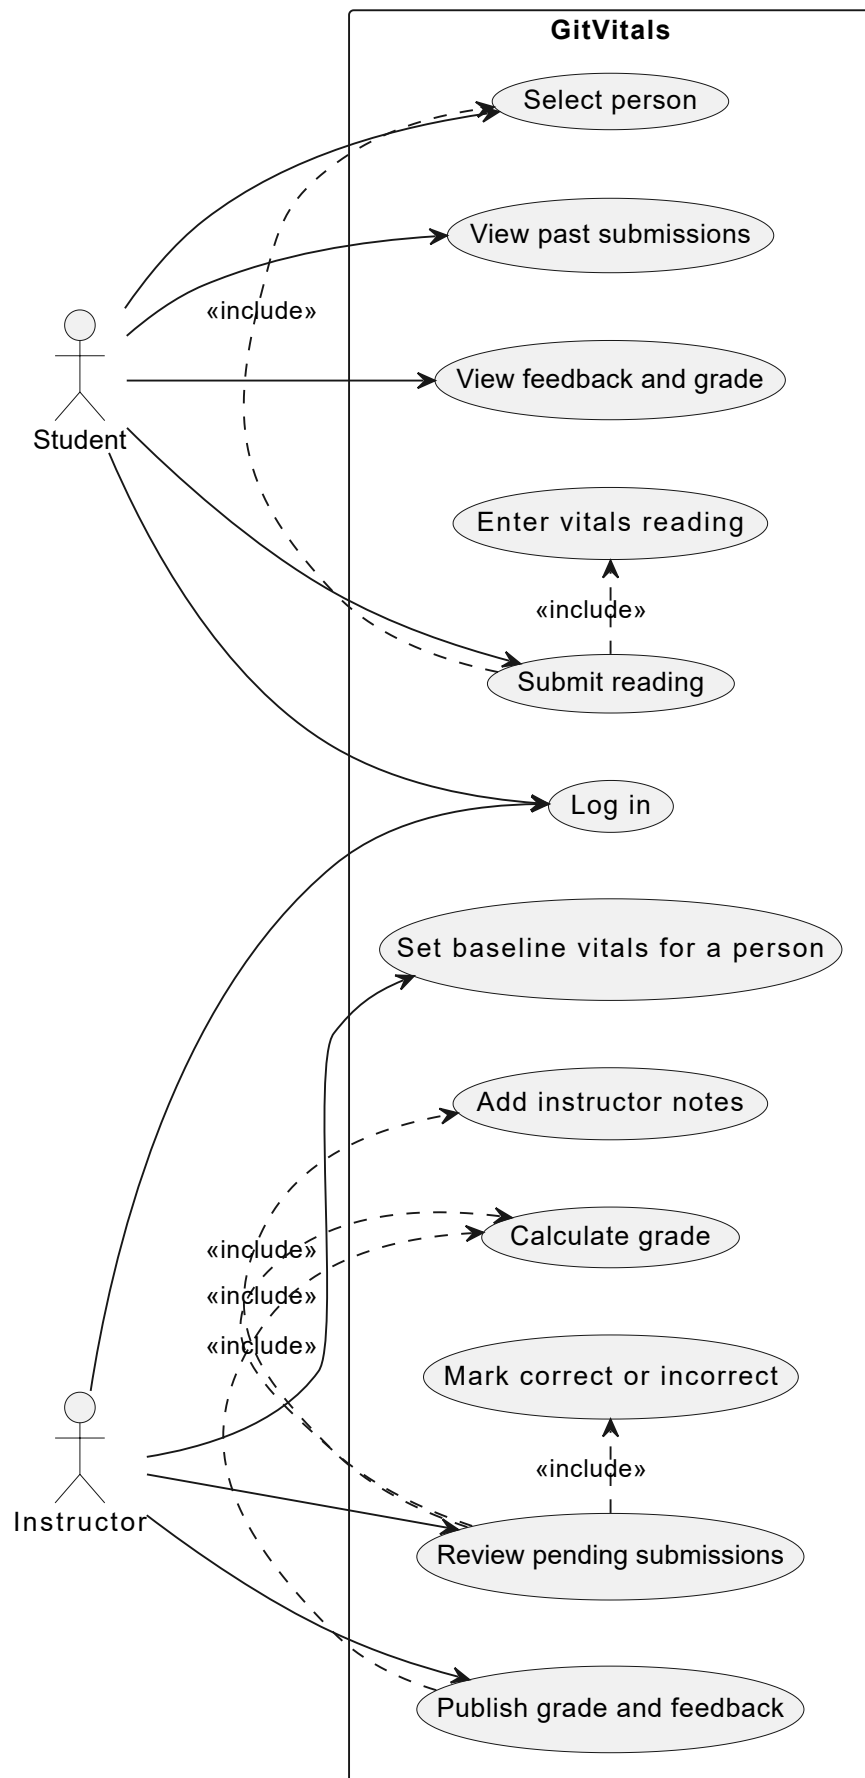 GitVitals
Select person
View past submissions
«include»
View feedback and grade
Student
Enter vitals reading
«include»
Submit reading
Log in
Set baseline vitals for a person
Add instructor notes
Calculate grade
«include»
«include»
«include»
Mark correct or incorrect
«include»
Instructor
Review pending submissions
Publish grade and feedback